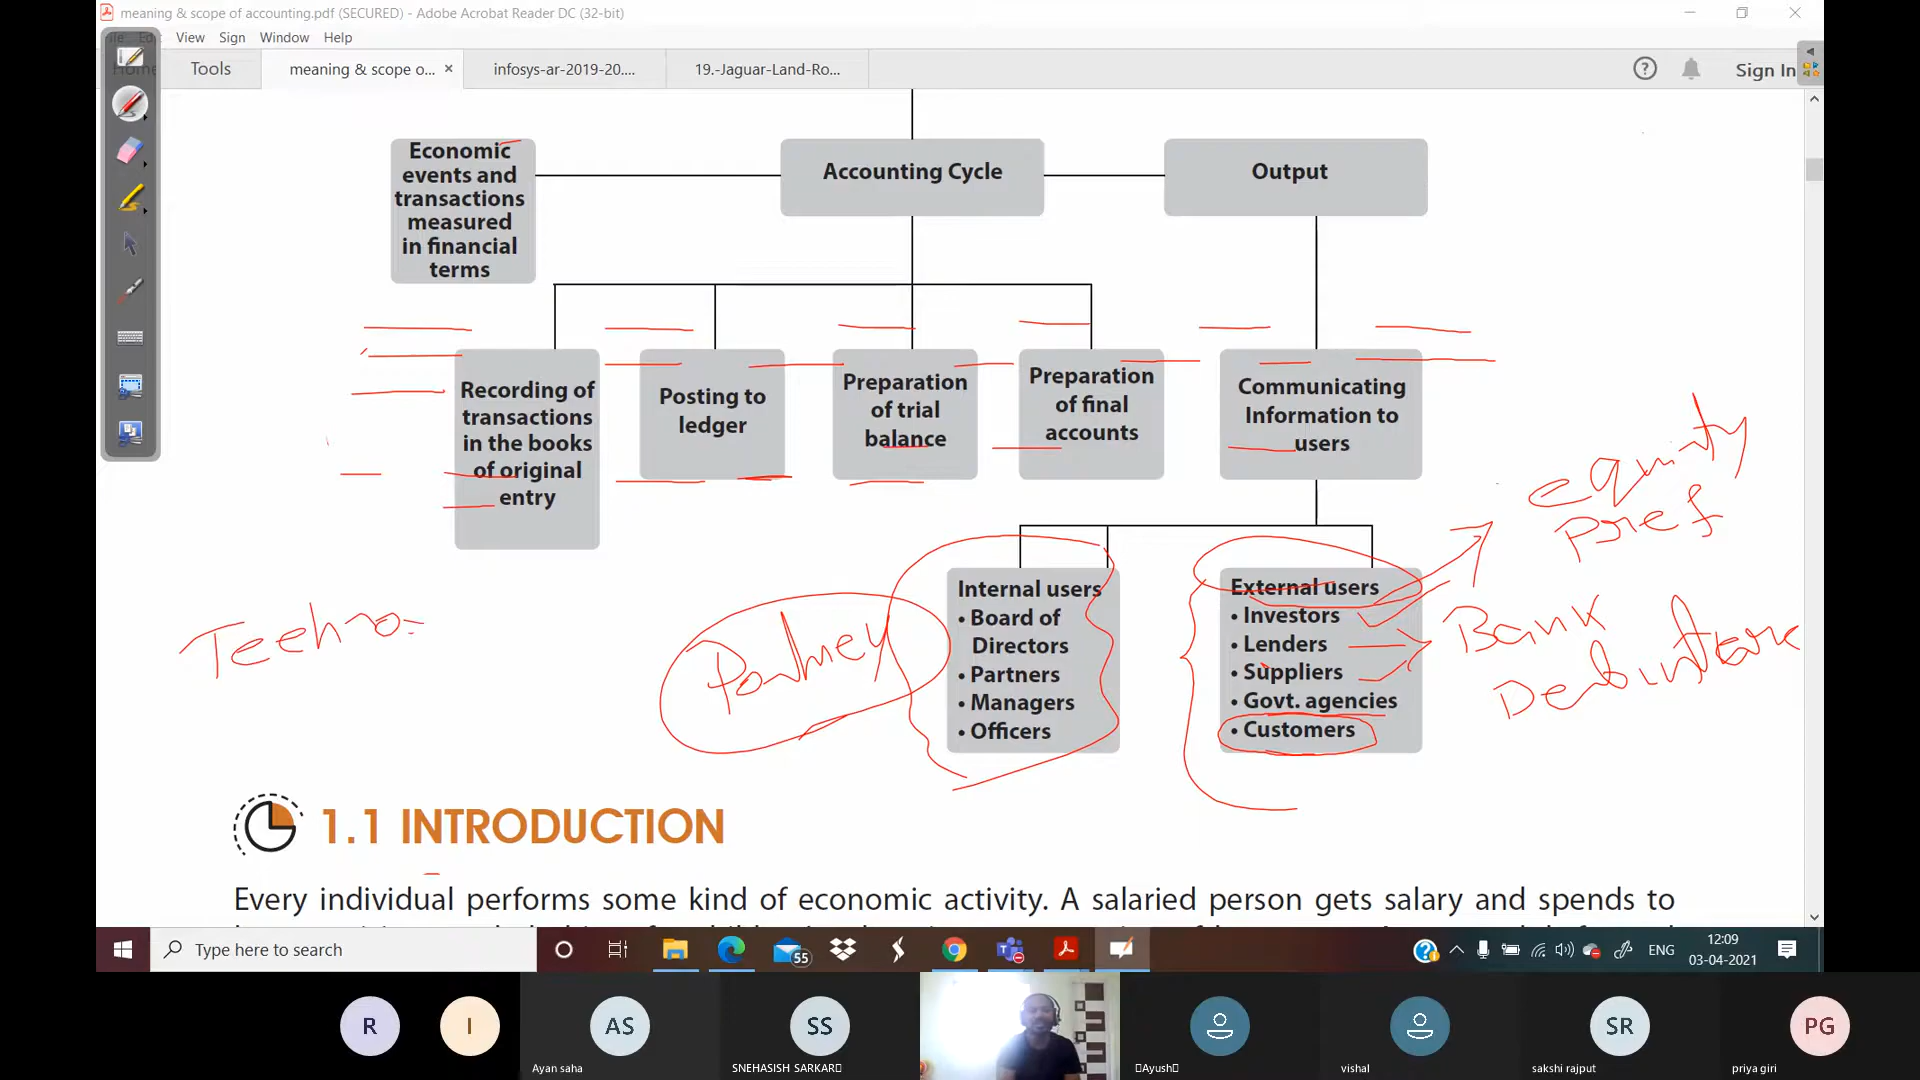 meaning & scope of accounting.pdf (SECURED) - Adobe Acrobat Reader DC (32-bit)
View Sign Window Help
Home Tools meaning & scope o... × infosys-ar-2019-20.... 19.-Jaguar-Land-Ro... Sign In
Economic
events and
transactions
measured
in financial
terms
Accounting Cycle
Output
Recording of
transactions
in the books
of original
entry
Posting to
ledger
Preparation
of trial
balance
Preparation
of final
accounts
Communicating
Information to
users
equity
pref
Internal users
• Board of
Directors
• Partners
• Managers
• Officers
External users
• Investors
• Lenders
• Suppliers
• Govt. agencies
• Customers
Bank
1.1 INTRODUCTION
Every individual performs some kind of economic activity. A salaried person gets salary and spends to
Type here to search
55
ENG
12:09
03-04-2021
R
I
AS
Ayan saha
SS
SNEHASISH SARKAR
Ayush
vishal
SR
sakshi rajput
PG
priya giri